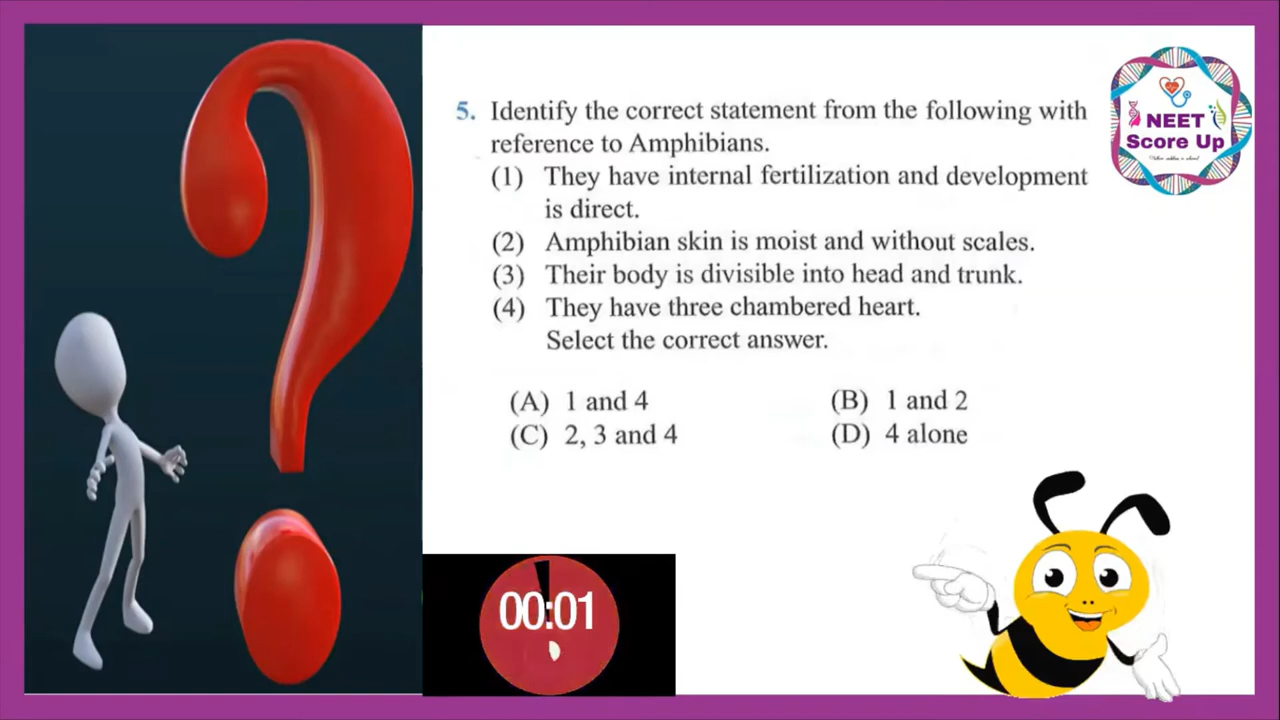 5. Identify the correct statement from the following with
reference to Amphibians.
(1) They have internal fertilization and development
is direct.
(2) Amphibian skin is moist and without scales.
(3) Their body is divisible into head and trunk.
(4) They have three chambered heart.
Select the correct answer.
(A) 1 and 4 (B) 1 and 2
(C) 2, 3 and 4 (D) 4 alone
NEET
Score Up
00:01